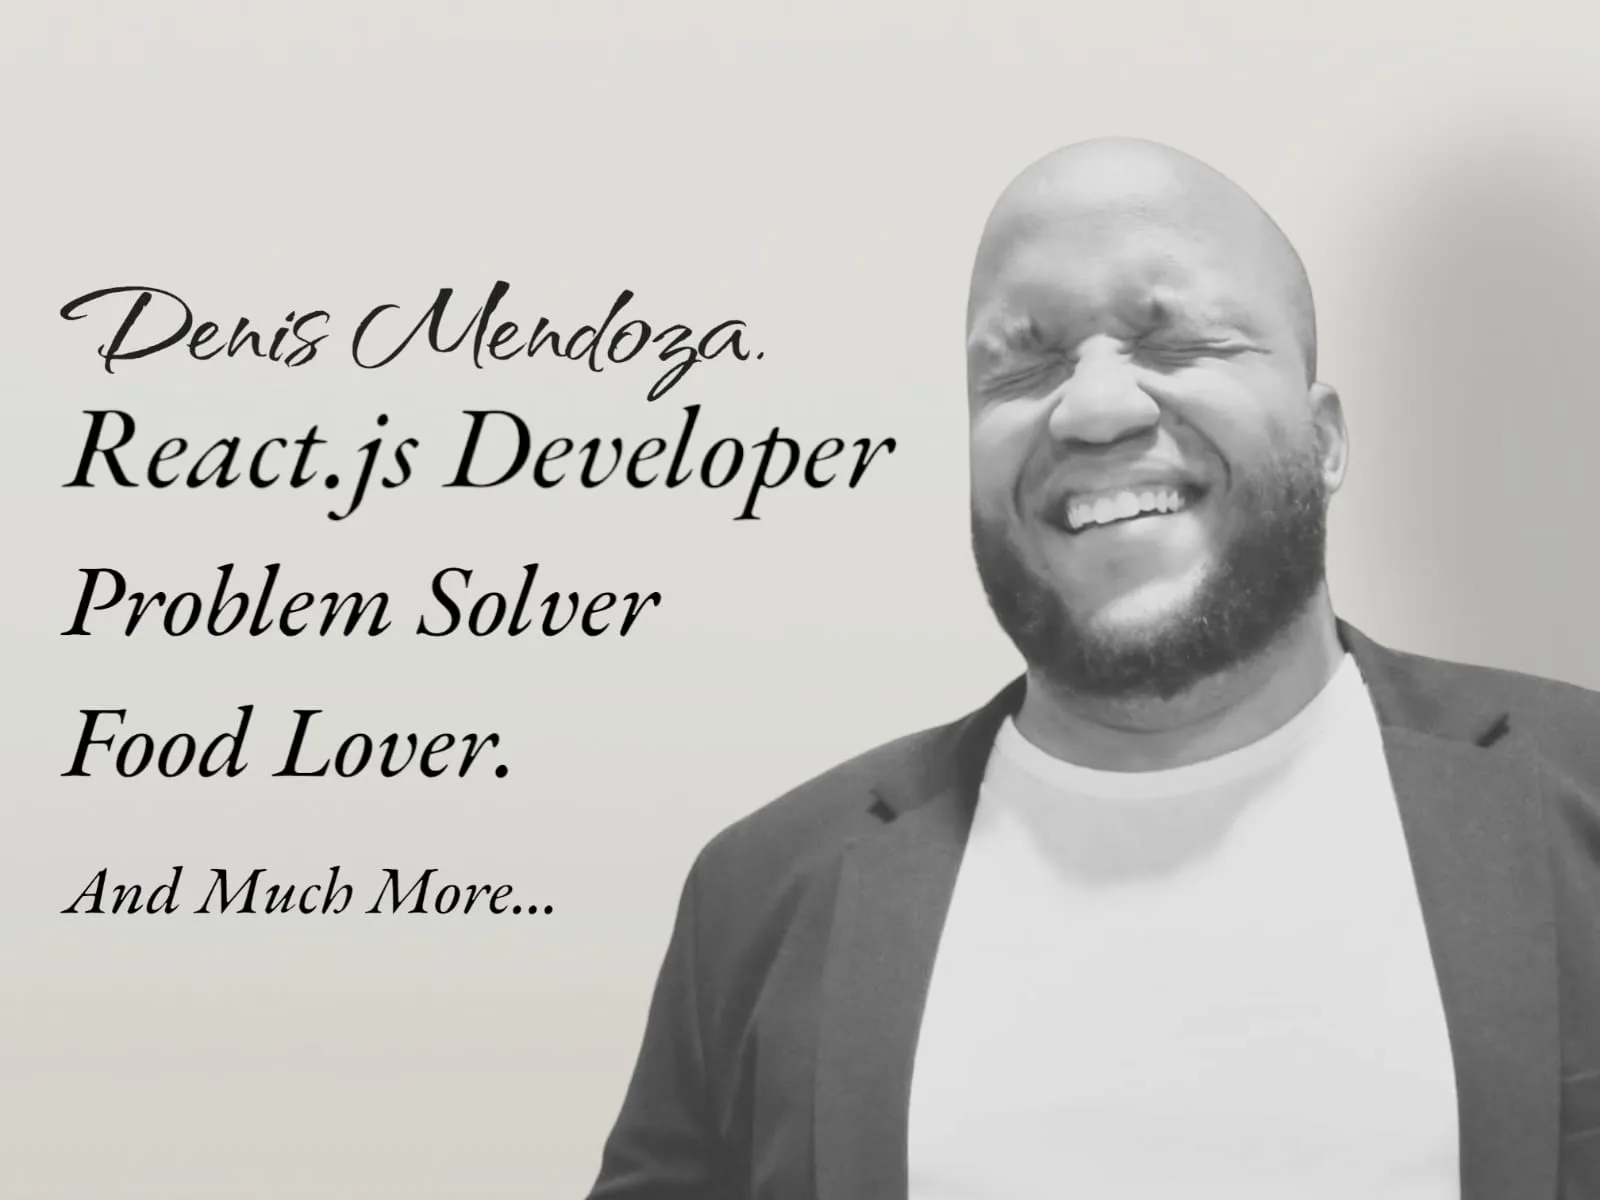 Denis Mendoza.
React.js Developer
Problem Solver
Food Lover.
And Much More...